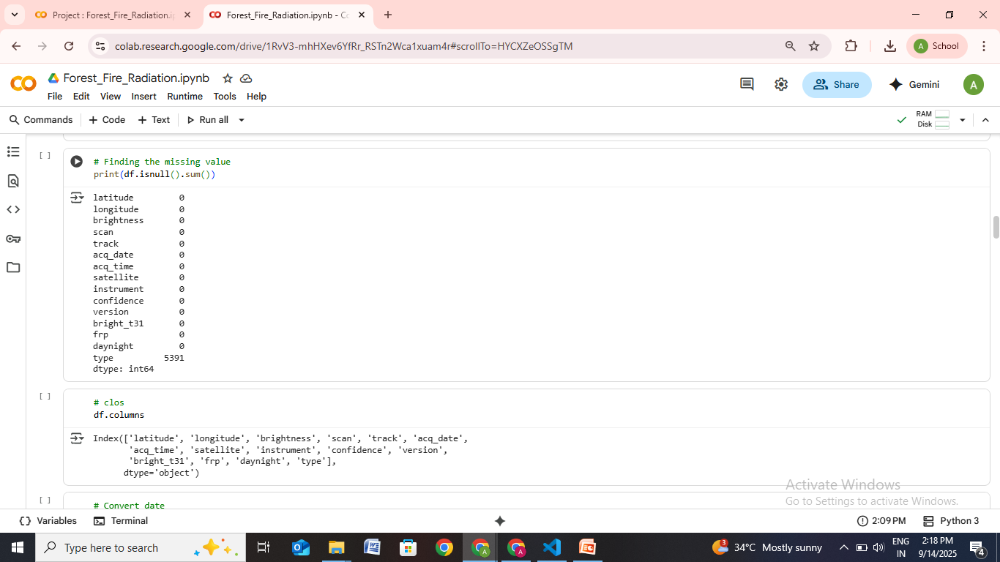 Project : Forest_Fire_Radiation.i
Forest_Fire_Radiation.ipynb - Co
colab.research.google.com/drive/1RvV3-mhHXev6YfRr_RSTn2Wca1xuam4r#scrollTo=HYCXZeOSSgTM
A School
Forest_Fire_Radiation.ipynb
File Edit View Insert Runtime Tools Help
Share
Gemini
A
Commands + Code + Text Run all
RAM
Disk
[ ]
# Finding the missing value
print(df.isnull().sum())
latitude 0
longitude 0
brightness 0
scan 0
track 0
acq_date 0
acq_time 0
satellite 0
instrument 0
confidence 0
version 0
bright_t31 0
frp 0
daynight 0
type 5391
dtype: int64
[ ]
# clos
df.columns
Index(['latitude', 'longitude', 'brightness', 'scan', 'track', 'acq_date',
'acq_time', 'satellite', 'instrument', 'confidence', 'version',
'bright_t31', 'frp', 'daynight', 'type'],
dtype='object')
[ ]
# Convert date
Activate Windows
Go to Settings to activate Windows.
{} Variables Terminal
2:09 PM Python 3
Type here to search
34°C Mostly sunny
ENG
IN
2:18 PM
9/14/2025
4